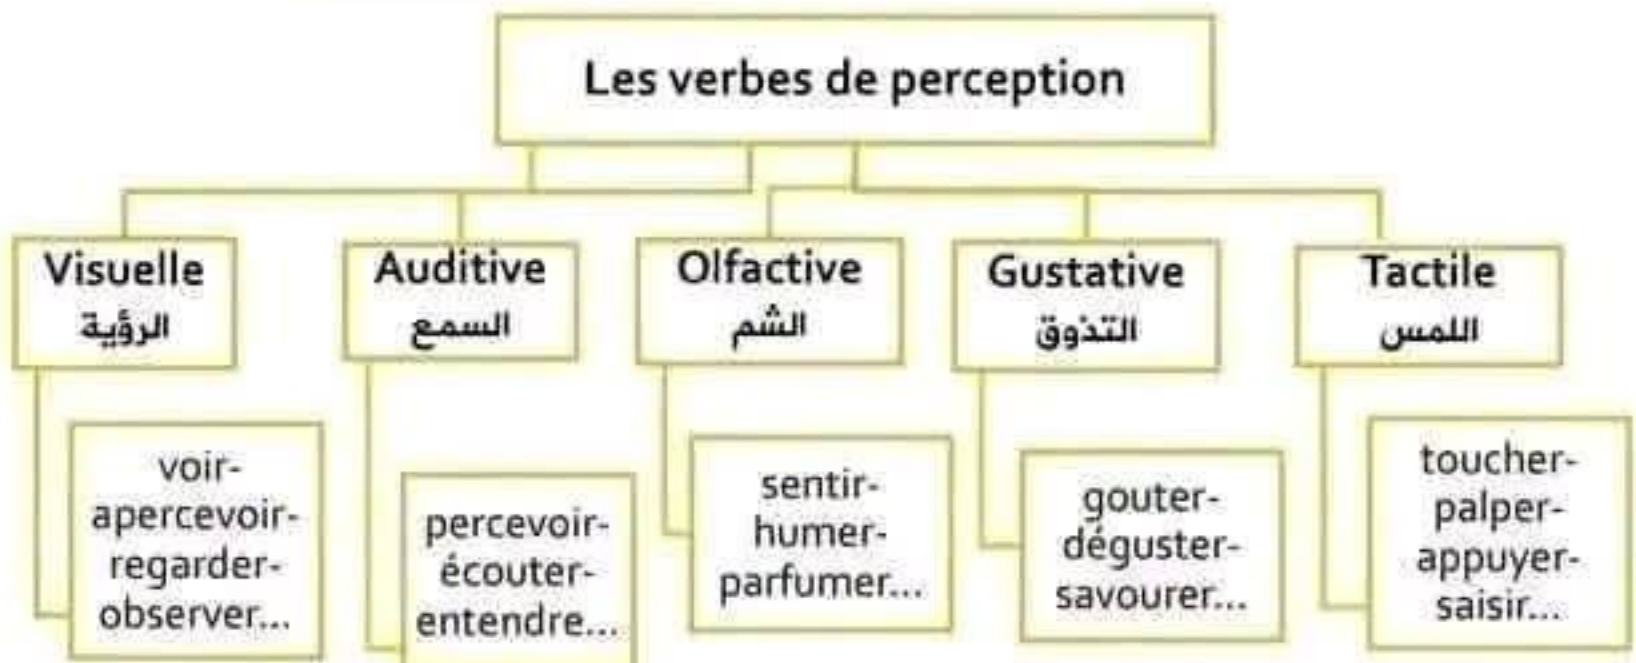 Les verbes de perception
Visuelle
الرؤية
Auditive
السمع
Olfactive
الشم
Gustative
التذوق
Tactile
اللمس
voir-
apercevoir-
regarder-
observer...
percevoir-
écouter-
entendre...
sentir-
humer-
parfumer...
gouter-
déguster-
savourer...
toucher-
palper-
appuyer-
saisir...